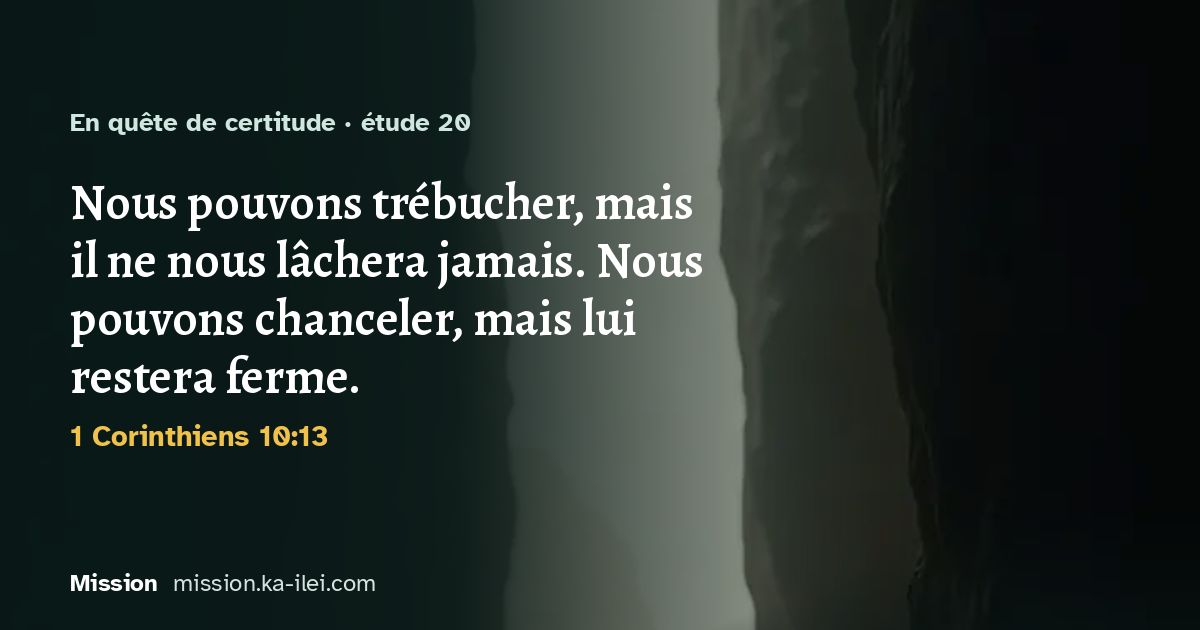 En quête de certitude · étude 20
Nous pouvons trébucher, mais
il ne nous lâchera jamais. Nous
pouvons chanceler, mais lui
restera ferme.
1 Corinthiens 10:13
Mission mission.ka-ilei.com